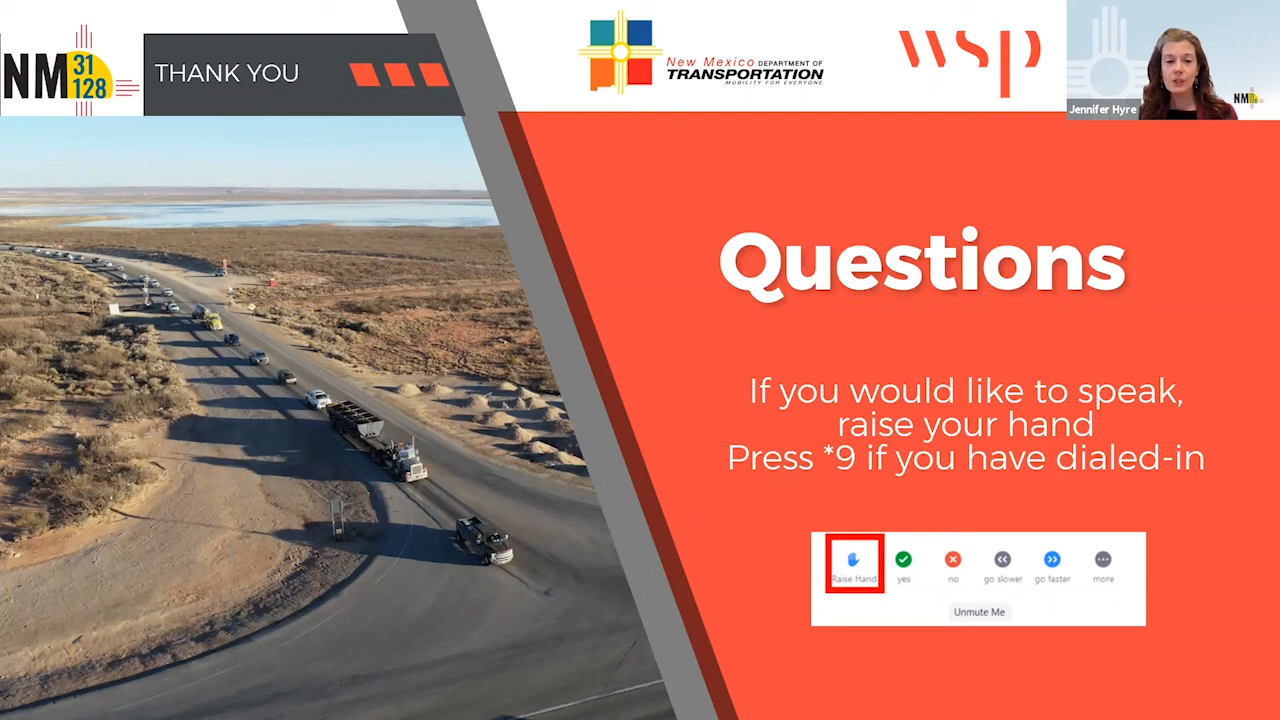 NM 31
128
THANK YOU
New Mexico DEPARTMENT OF
TRANSPORTATION
MOBILITY FOR EVERYONE
wsp
Jennifer Hyre
NM
Questions
If you would like to speak,
raise your hand
Press *9 if you have dialed-in
Raise Hand
yes
no
go slower
go faster
more
Unmute Me